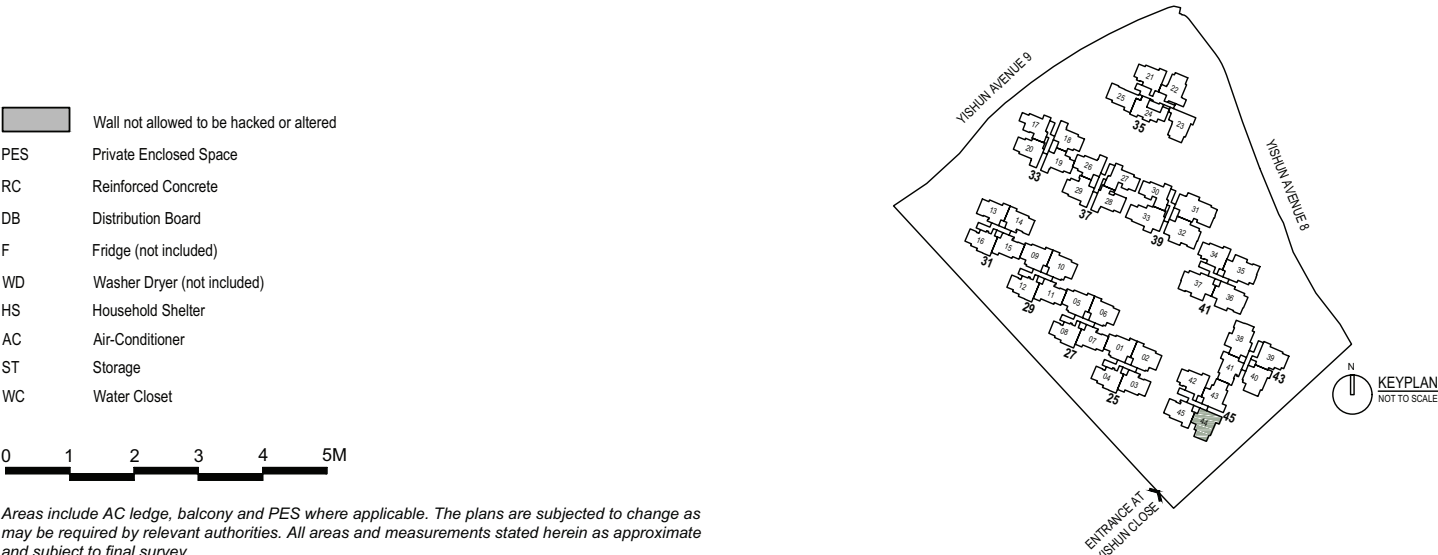 Wall not allowed to be hacked or altered
PES Private Enclosed Space
RC Reinforced Concrete
DB Distribution Board
F Fridge (not included)
WD Washer Dryer (not included)
HS Household Shelter
AC Air-Conditioner
ST Storage
WC Water Closet
0 1 2 3 4 5M
Areas include AC ledge, balcony and PES where applicable. The plans are subjected to change as
may be required by relevant authorities. All areas and measurements stated herein as approximate
and subject to final survey.
YISHUN AVENUE 9
YISHUN AVENUE 8
21
22
25
24
23
35
17
18
20
19
33
26
27
29
28
37
30
31
33
32
39
13
14
16
15
31
09
10
12
11
29
34
35
37
36
41
05
06
08
07
27
01
02
04
03
25
38
39
41
40
43
42
43
45
44
45
N
KEYPLAN
NOT TO SCALE
ENTRANCE AT
YISHUN CLOSE